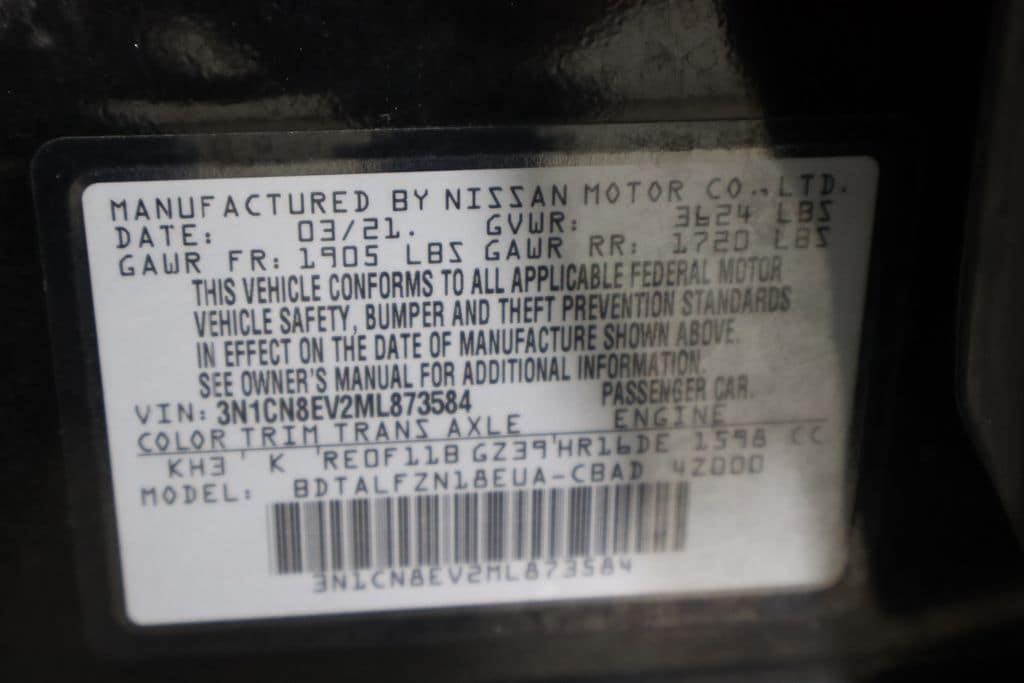 MANUFACTURED BY NISSAN MOTOR CO., LTD.
DATE: 03/21. GVWR: 3624 LBS
GAWR FR: 1905 LBS GAWR RR: 1720 LBS
THIS VEHICLE CONFORMS TO ALL APPLICABLE FEDERAL MOTOR
VEHICLE SAFETY, BUMPER AND THEFT PREVENTION STANDARDS
IN EFFECT ON THE DATE OF MANUFACTURE SHOWN ABOVE.
SEE OWNER'S MANUAL FOR ADDITIONAL INFORMATION.
VIN: 3N1CN8EV2ML873584 PASSENGER CAR.
COLOR TRIM TRANS AXLE ENGINE
KH3 K RE0F11B GZ39 HR16DE 1598 CC
MODEL: BDTALFZN18EUA-CBAD 4Z000
3N1CN8EV2ML873584